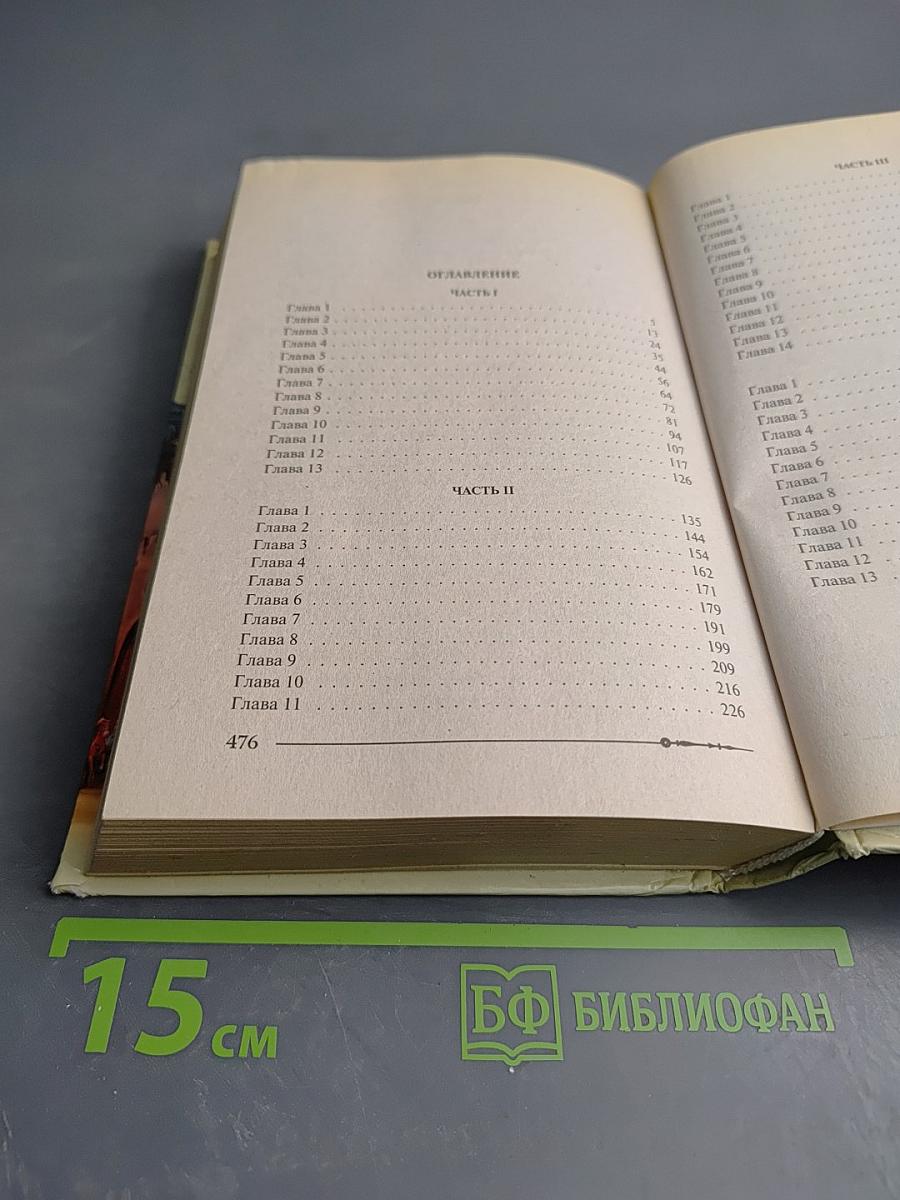 ОГЛАВЛЕНИЕ
ЧАСТЬ I
Глава 1 . . . . . . . . . . 5
Глава 2 . . . . . . . . . . 13
Глава 3 . . . . . . . . . . 24
Глава 4 . . . . . . . . . . 35
Глава 5 . . . . . . . . . . 44
Глава 6 . . . . . . . . . . 56
Глава 7 . . . . . . . . . . 64
Глава 8 . . . . . . . . . . 72
Глава 9 . . . . . . . . . . 81
Глава 10 . . . . . . . . . . 94
Глава 11 . . . . . . . . . . 107
Глава 12 . . . . . . . . . . 117
Глава 13 . . . . . . . . . . 126
ЧАСТЬ II
Глава 1 . . . . . . . . . . 135
Глава 2 . . . . . . . . . . 144
Глава 3 . . . . . . . . . . 154
Глава 4 . . . . . . . . . . 162
Глава 5 . . . . . . . . . . 171
Глава 6 . . . . . . . . . . 179
Глава 7 . . . . . . . . . . 191
Глава 8 . . . . . . . . . . 199
Глава 9 . . . . . . . . . . 209
Глава 10 . . . . . . . . . . 216
Глава 11 . . . . . . . . . . 226
476
ЧАСТЬ III
Глава 1
Глава 2
Глава 3
Глава 4
Глава 5
Глава 6
Глава 7
Глава 8
Глава 9
Глава 10
Глава 11
Глава 12
Глава 13
Глава 14
Глава 1
Глава 2
Глава 3
Глава 4
Глава 5
Глава 6
Глава 7
Глава 8
Глава 9
Глава 10
Глава 11
Глава 12
Глава 13
15 см
БФ БИБЛИОФАН